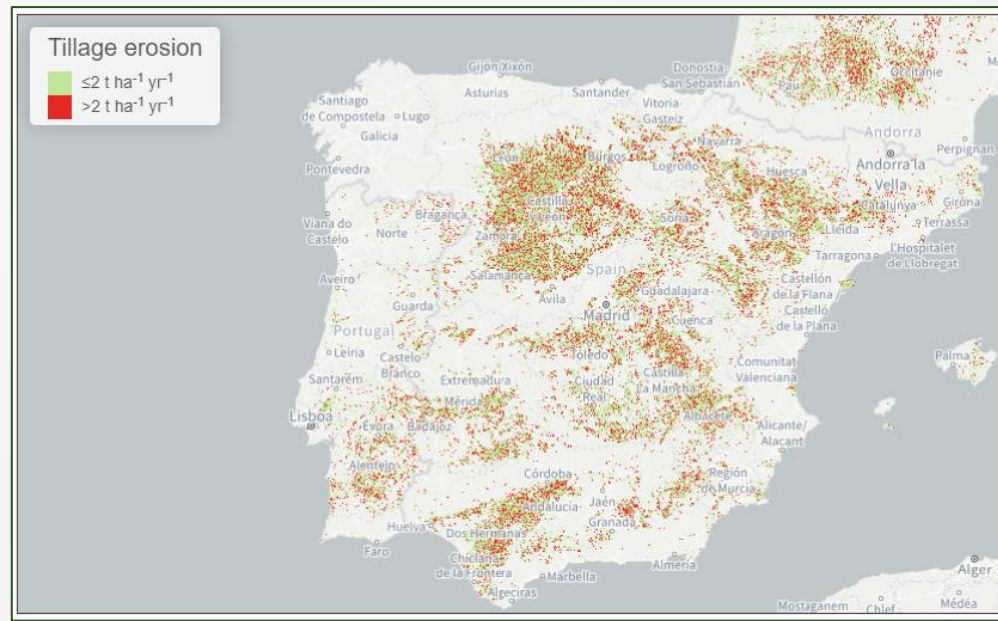 Tillage erosion
≤2 t ha⁻¹ yr⁻¹
>2 t ha⁻¹ yr⁻¹
Gijón/Xixón
Donostia-
San Sebastián
Pau
Occitanie
Santiago
de Compostela
Lugo
Asturias
Santander
Vitoria-
Gasteiz
Galicia
Navarra
Andorra
Perpignan
Pontevedra
León
Burgos
Logroño
Huesca
Andorra la
Vella
Girona
Viana do
Castelo
Bragança
Norte
Castilla
y León
Soria
Catalunya
Terrassa
Zamora
Aragón
Lleida
L'Hospitalet
de Llobregat
Tarragona
Aveiro
Salamanca
Spain
Ávila
Guadalajara
Castellón
de la Plana /
Castelló
de la Plana
Guarda
Madrid
Cuenca
Portugal
Leiria
Castelo
Branco
Toledo
Comunitat
Valenciana
Palma
Santarém
Extremadura
Ciudad
Real
Castilla
La Mancha
Lisboa
Mérida
Badajoz
Albacete
Évora
Alicante/
Alacant
Alentejo
Córdoba
Región
de Murcia
Andalucía
Jaén
Huelva
Dos Hermanas
Granada
Faro
Chiclana
de la Frontera
Almería
Marbella
Algeciras
Alger
Mostaganem
Chlef
Médéa